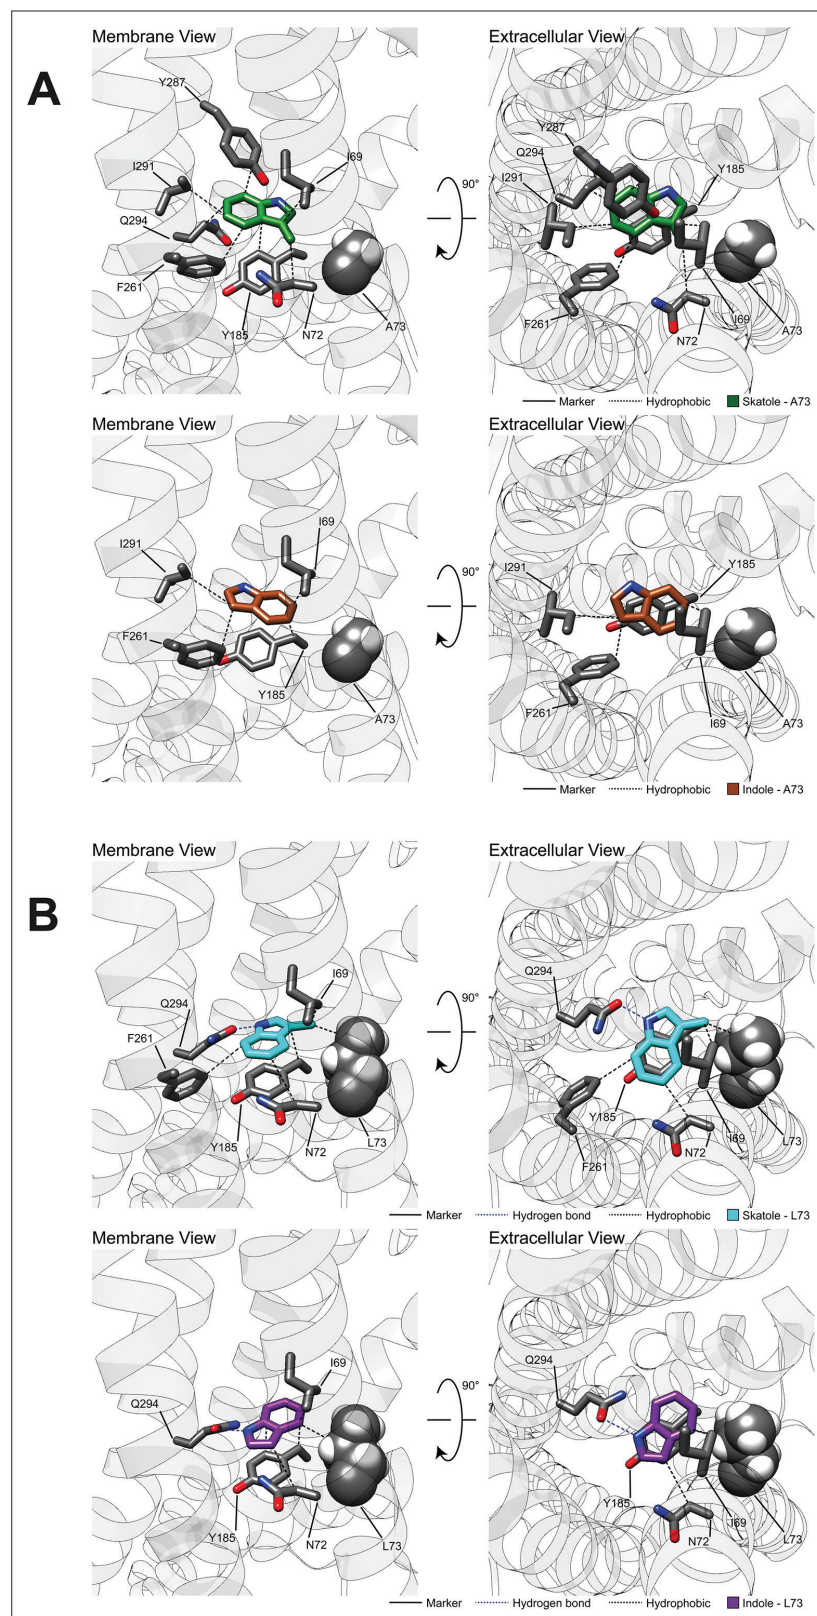 A
Membrane View
Extracellular View
Y287
I69
I291
Q294
F261
Y185
N72
A73
90°
Y287
Q294
I291
Y185
F261
N72
I69
A73
Marker
Hydrophobic
Skatole - A73
Membrane View
Extracellular View
I69
I291
F261
Y185
A73
90°
I291
Y185
F261
I69
A73
Marker
Hydrophobic
Indole - A73
B
Membrane View
Extracellular View
I69
Q294
F261
Y185
N72
L73
90°
Q294
Y185
F261
N72
I69
L73
Marker
Hydrogen bond
Hydrophobic
Skatole - L73
Membrane View
Extracellular View
I69
Q294
Y185
N72
L73
90°
Q294
Y185
N72
I69
L73
Marker
Hydrogen bond
Hydrophobic
Indole - L73